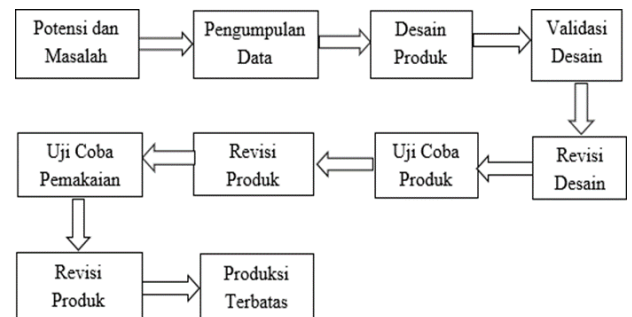 Potensi dan
Masalah
Pengumpulan
Data
Desain
Produk
Validasi
Desain
Revisi
Desain
Uji Coba
Produk
Revisi
Produk
Uji Coba
Pemakaian
Revisi
Produk
Produksi
Terbatas